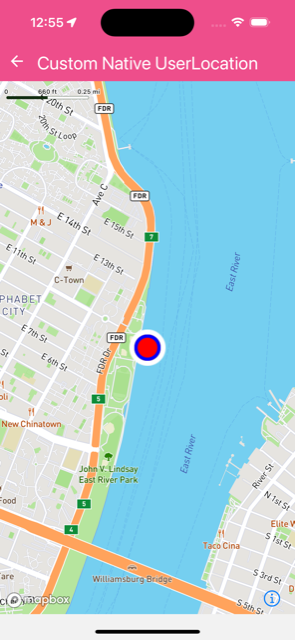 12:55
Custom Native UserLocation
0 660 ft 0.25 mi
20th St
FDR
20th St Loop
Ave C
FDR
M & J
E 14th St
E 15th St
7
E 11th St
E 13th St
East River
C-Town
PHABET
CITY
E 7th St
FDR
E 6th St
FDR Dr
5
New Chinatown
East River
John V. Lindsay
East River Park
River St
Food
5
N 1st St
4
Elite
Taco Cina
S 1st St
Williamsburg Bridge
S 3rd St
mapbox
S 5th St